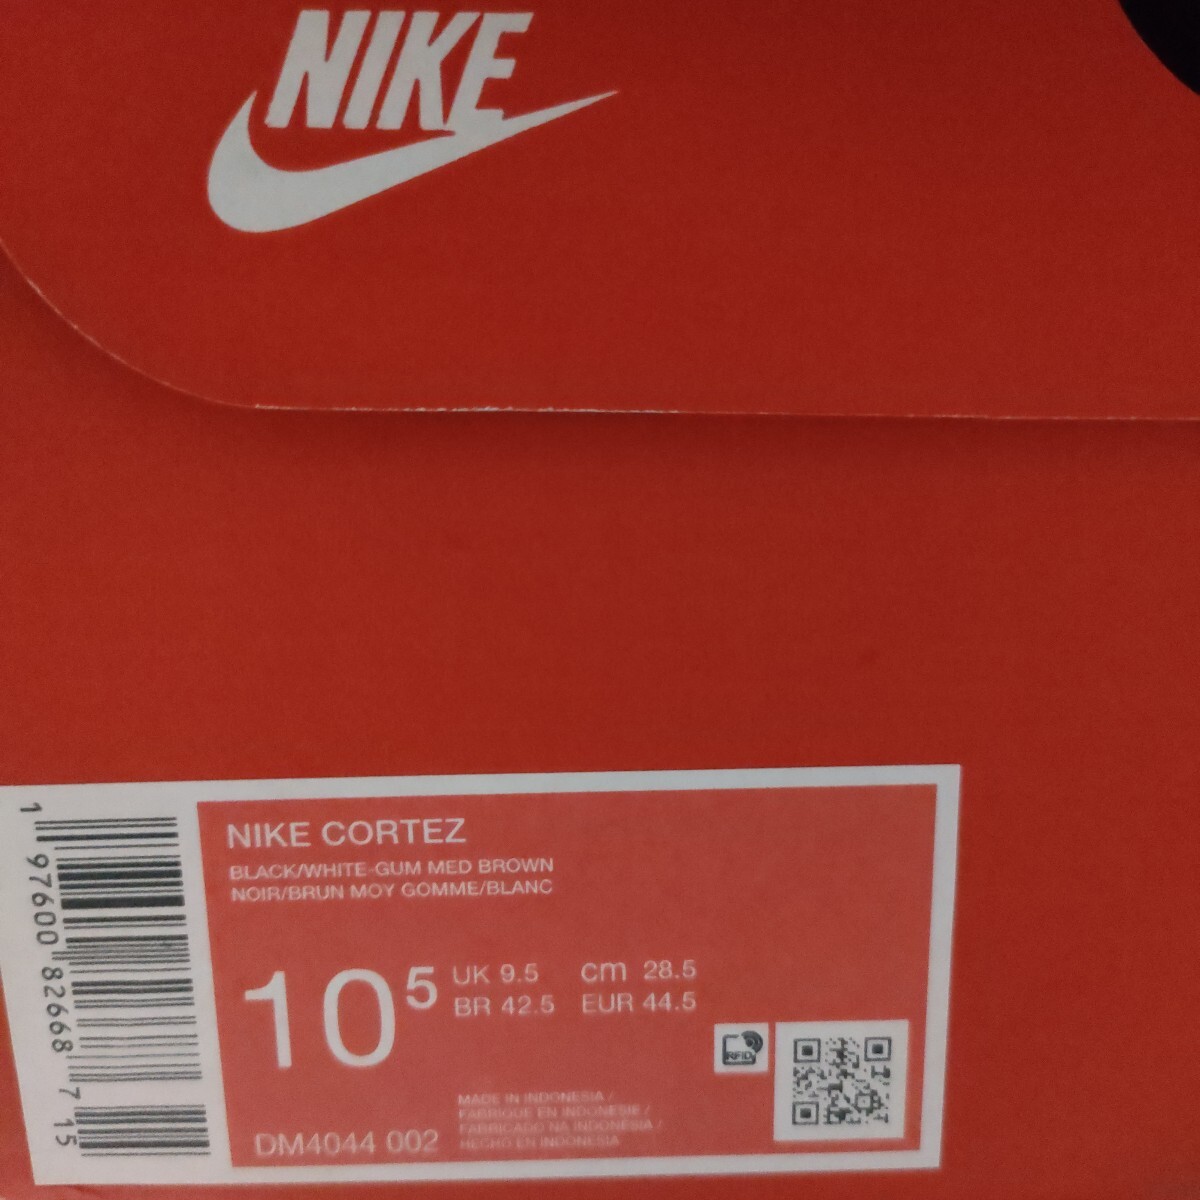 NIKE
NIKE CORTEZ
BLACK/WHITE-GUM MED BROWN
NOIR/BRUN MOY GOMME/BLANC
10 5
UK 9.5 cm 28.5
BR 42.5 EUR 44.5
RFID
MADE IN INDONESIA /
FABRIQUE EN INDONESIE /
FABRICADO NA INDONESIA /
HECHO EN INDONESIA
DM4044 002
1 97600 82668 7 15